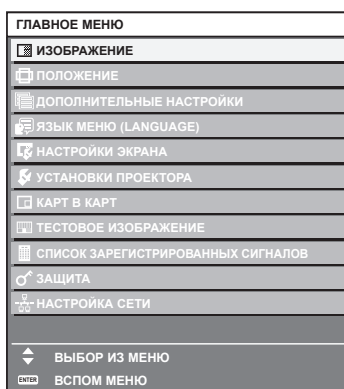 ГЛАВНОЕ МЕНЮ
ИЗОБРАЖЕНИЕ
ПОЛОЖЕНИЕ
ДОПОЛНИТЕЛЬНЫЕ НАСТРОЙКИ
ЯЗЫК МЕНЮ (LANGUAGE)
НАСТРОЙКИ ЭКРАНА
УСТАНОВКИ ПРОЕКТОРА
КАРТ В КАРТ
ТЕСТОВОЕ ИЗОБРАЖЕНИЕ
СПИСОК ЗАРЕГИСТРИРОВАННЫХ СИГНАЛОВ
ЗАЩИТА
НАСТРОЙКА СЕТИ
ВЫБОР ИЗ МЕНЮ
ENTER ВСПОМ МЕНЮ